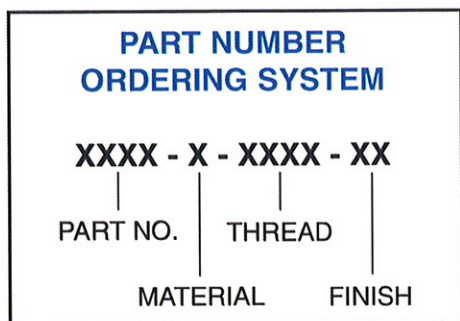 PART NUMBER
ORDERING SYSTEM
XXXX - X - XXXX - XX
PART NO. THREAD
MATERIAL FINISH